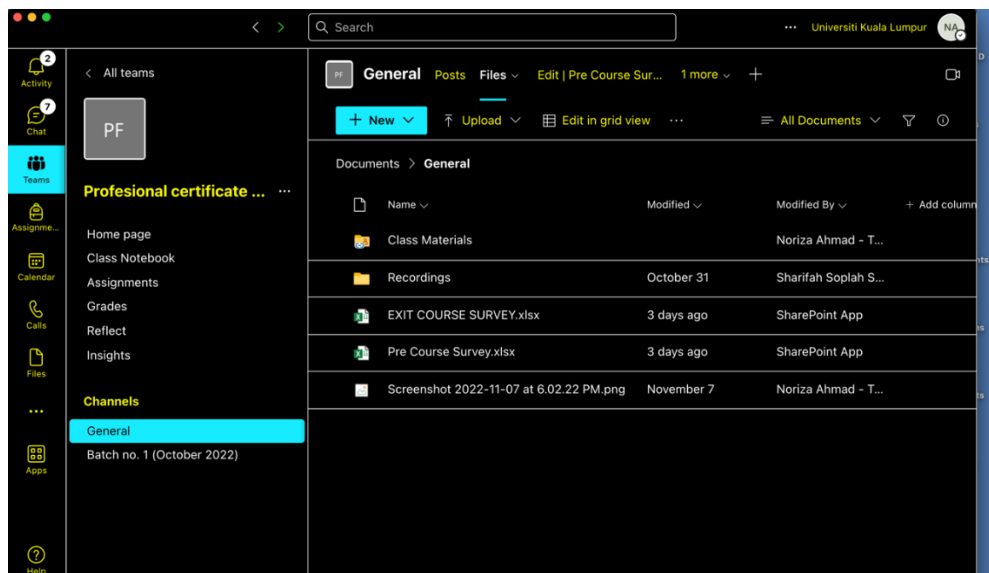 Search
... Universiti Kuala Lumpur NA
2
Activity
7
Chat
Teams
Assignme...
Calendar
Calls
Files
...
Apps
Help
All teams
PF
Profesional certificate ... ...
Home page
Class Notebook
Assignments
Grades
Reflect
Insights
Channels
General
Batch no. 1 (October 2022)
PF General Posts Files Edit | Pre Course Sur... 1 more +
+ New Upload Edit in grid view ... All Documents
Documents > General
Name Modified Modified By + Add column
Class Materials Noriza Ahmad - T...
Recordings October 31 Sharifah Soplah S...
EXIT COURSE SURVEY.xlsx 3 days ago SharePoint App
Pre Course Survey.xlsx 3 days ago SharePoint App
Screenshot 2022-11-07 at 6.02.22 PM.png November 7 Noriza Ahmad - T...